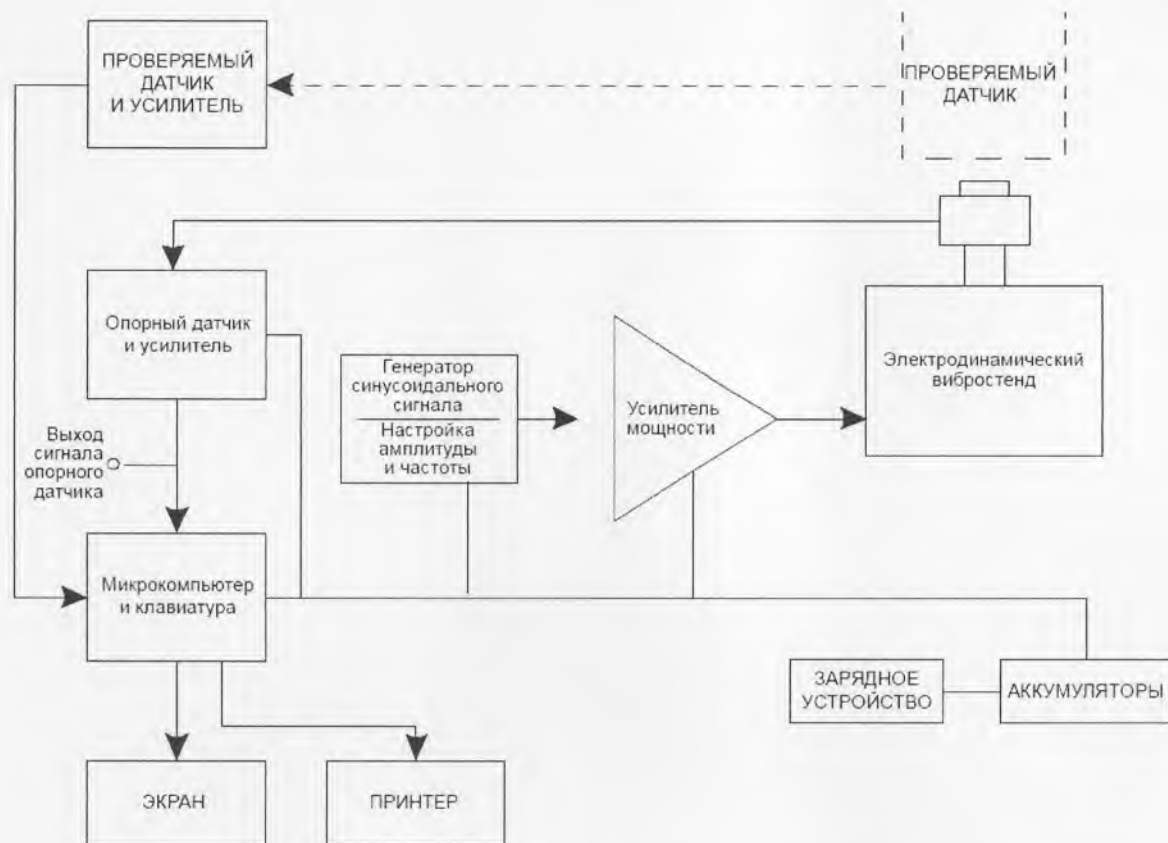 ПРОВЕРЯЕМЫЙ
ДАТЧИК
И УСИЛИТЕЛЬ
ПРОВЕРЯЕМЫЙ
ДАТЧИК
Опорный датчик
и усилитель
Генератор
синусоидального
сигнала
Настройка
амплитуды
и частоты
Усилитель
мощности
Электродинамический
вибростенд
Выход
сигнала
опорного
датчика
Микрокомпьютер
и клавиатура
ЗАРЯДНОЕ
УСТРОЙСТВО
АККУМУЛЯТОРЫ
ЭКРАН
ПРИНТЕР